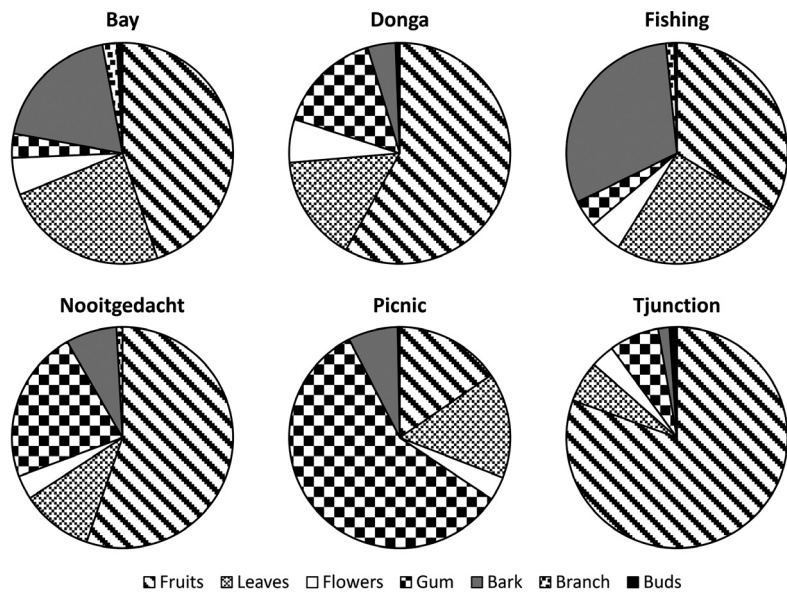 Bay Donga Fishing
Nooitgedacht Picnic Tjunction
Fruits Leaves Flowers Gum Bark Branch Buds